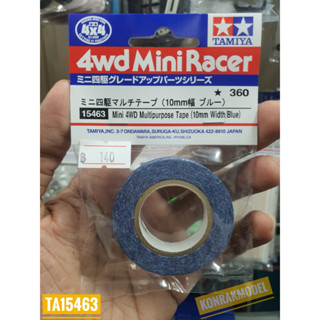 4x4
TAMIYA
4wd Mini Racer
ミニ四駆グレードアップパーツシリーズ
★ 360
ミニ四駆マルチテープ (10mm幅 ブルー)
15463 Mini 4WD Multipurpose Tape (10mm Width/Blue)
TAMIYA,INC. 3-7 ONDAWARA, SURUGA-KU, SHIZUOKA 422-8610 JAPAN
฿ 140
TA15463
KONRAKMODEL